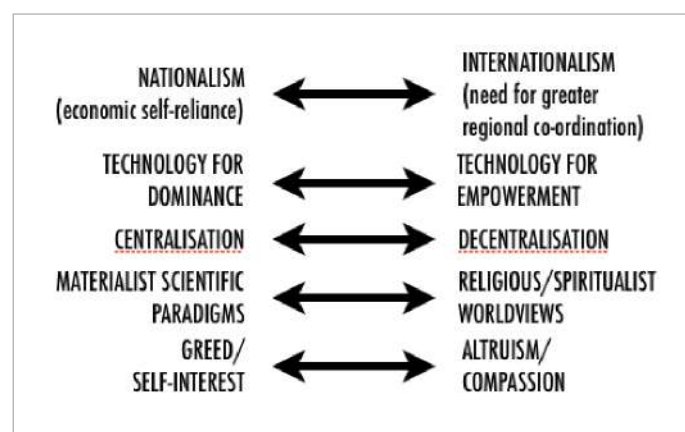 NATIONALISM
(economic self-reliance)
INTERNATIONALISM
(need for greater
regional co-ordination)
TECHNOLOGY FOR
DOMINANCE
TECHNOLOGY FOR
EMPOWERMENT
CENTRALISATION
DECENTRALISATION
MATERIALIST SCIENTIFIC
PARADIGMS
RELIGIOUS/SPIRITUALIST
WORLDVIEWS
GREED/
SELF-INTEREST
ALTRUISM/
COMPASSION